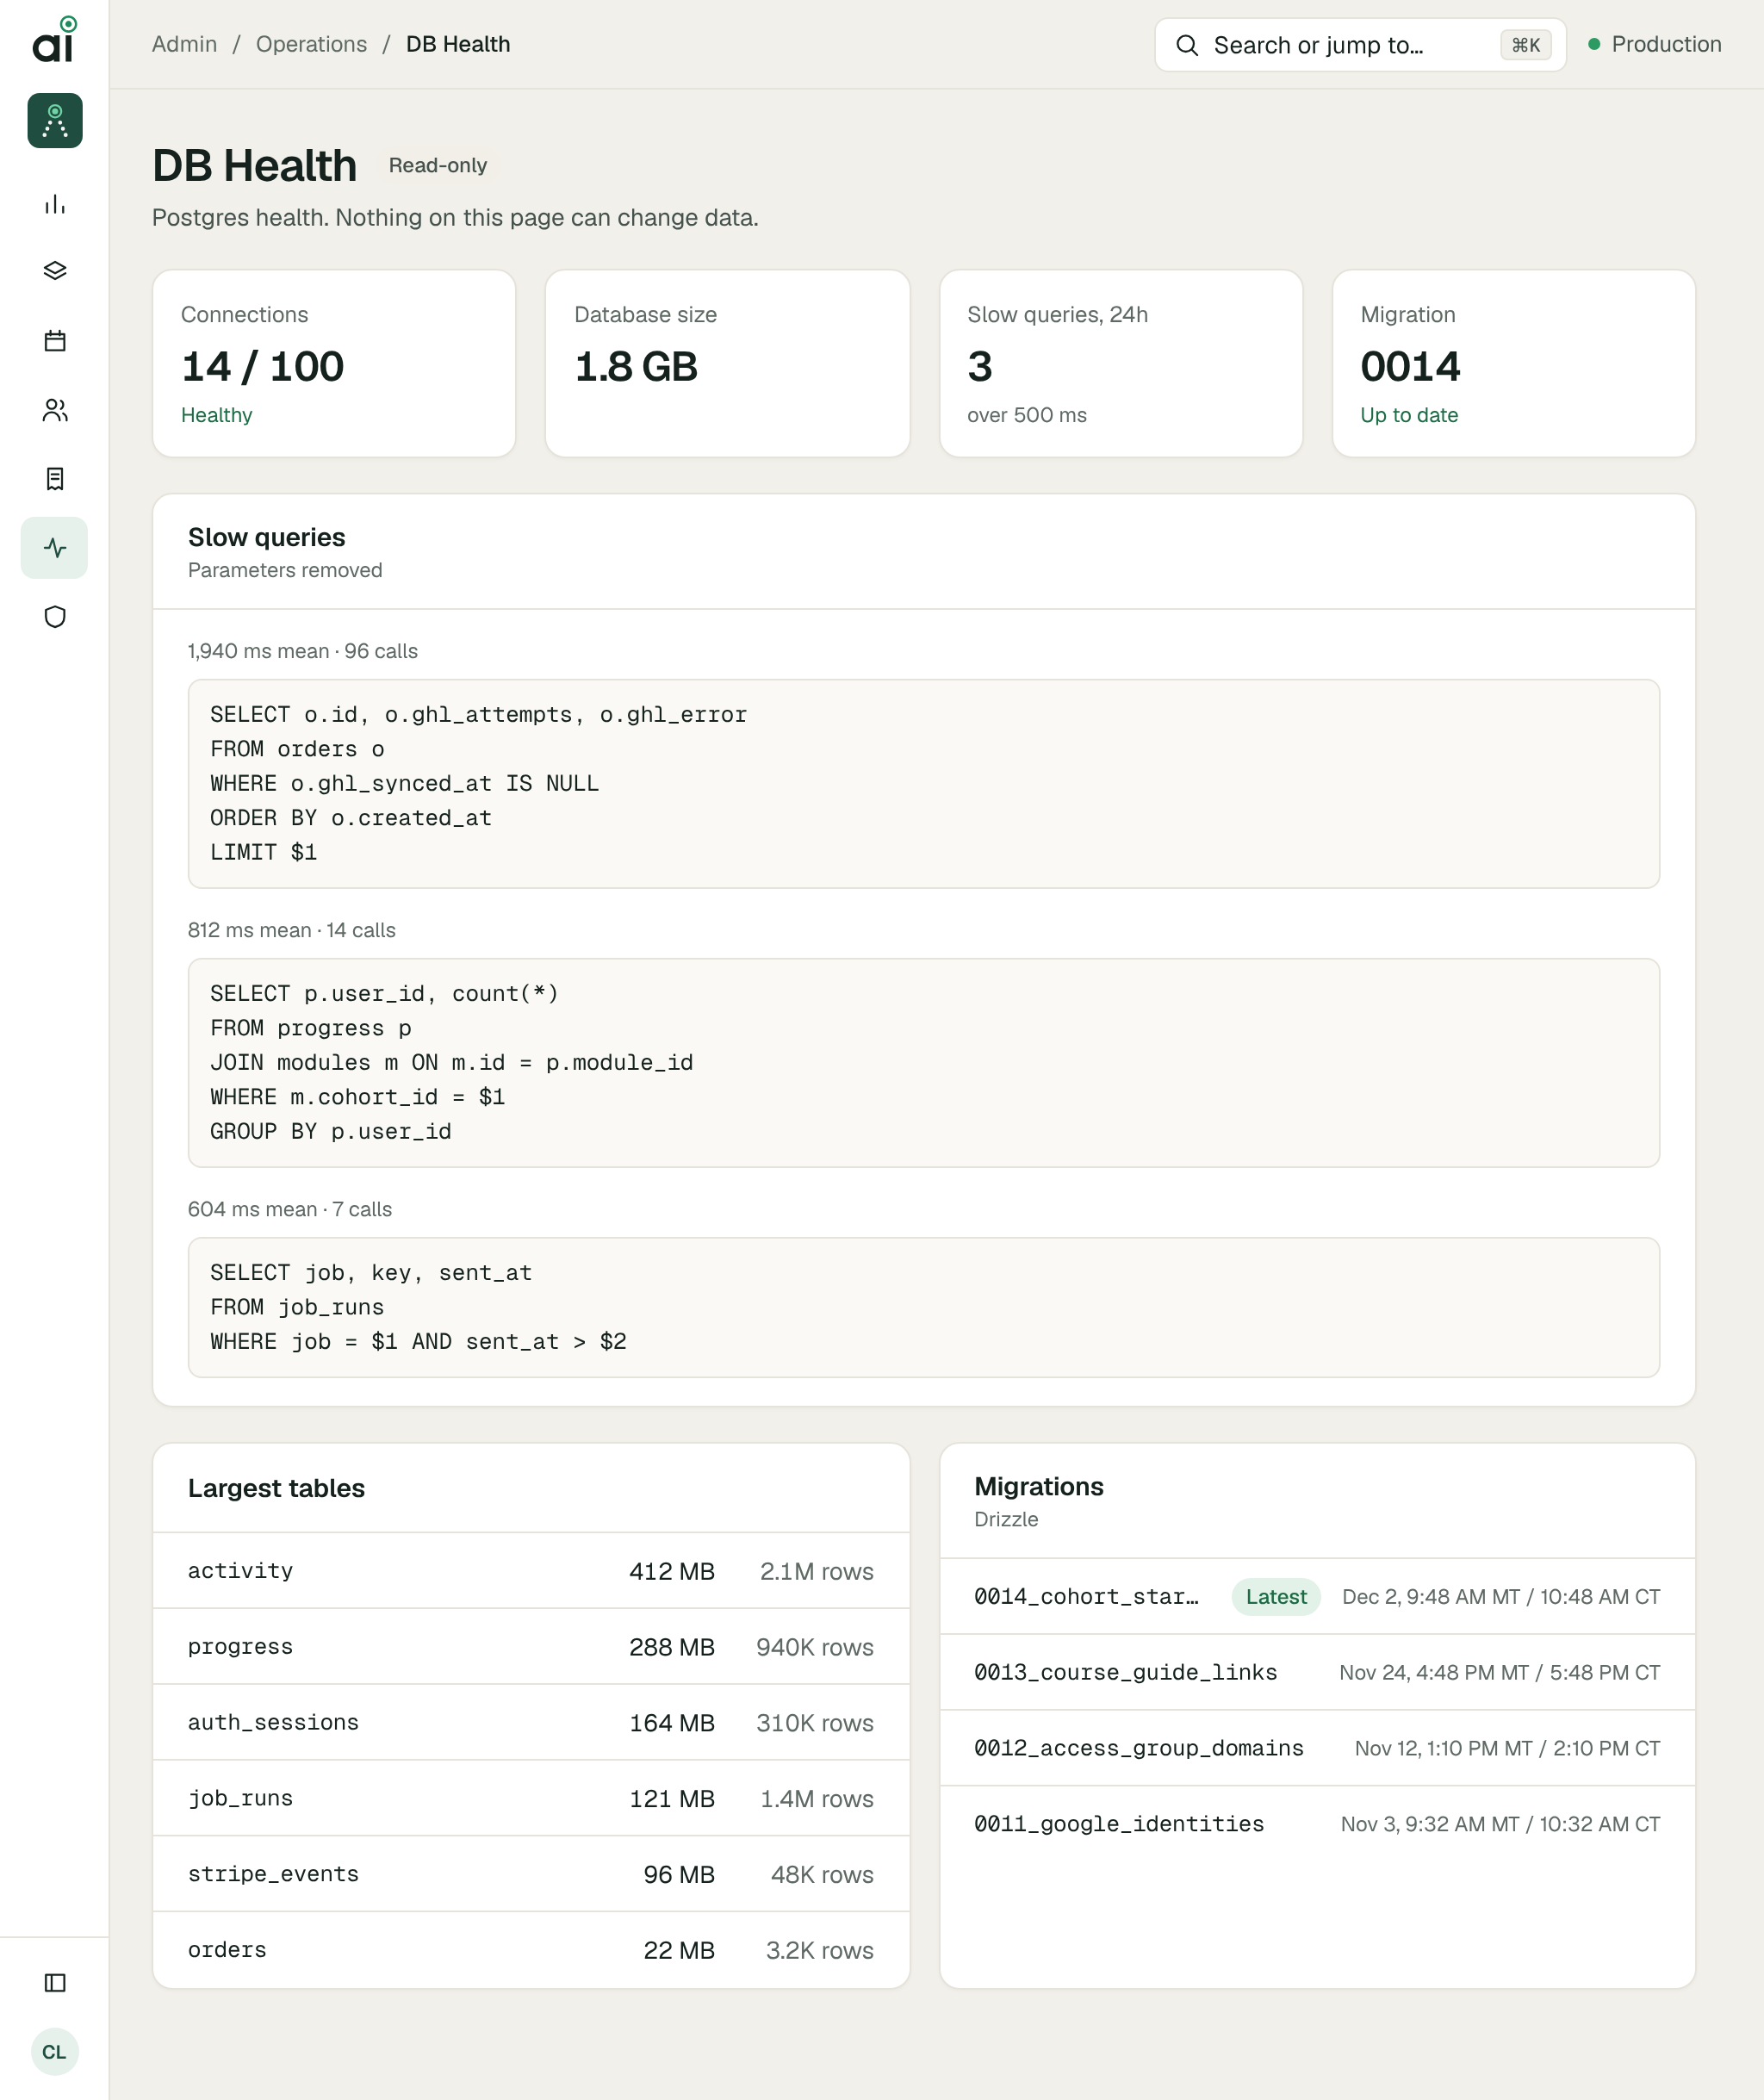 ai
Admin / Operations / DB Health
Search or jump to…
⌘K
Production
DB Health
Read-only
Postgres health. Nothing on this page can change data.
Connections
14 / 100
Healthy
Database size
1.8 GB
Slow queries, 24h
3
over 500 ms
Migration
0014
Up to date
Slow queries
Parameters removed
1,940 ms mean · 96 calls
SELECT o.id, o.ghl_attempts, o.ghl_error
FROM orders o
WHERE o.ghl_synced_at IS NULL
ORDER BY o.created_at
LIMIT $1
812 ms mean · 14 calls
SELECT p.user_id, count(*)
FROM progress p
JOIN modules m ON m.id = p.module_id
WHERE m.cohort_id = $1
GROUP BY p.user_id
604 ms mean · 7 calls
SELECT job, key, sent_at
FROM job_runs
WHERE job = $1 AND sent_at > $2
Largest tables
activity 412 MB 2.1M rows
progress 288 MB 940K rows
auth_sessions 164 MB 310K rows
job_runs 121 MB 1.4M rows
stripe_events 96 MB 48K rows
orders 22 MB 3.2K rows
Migrations
Drizzle
0014_cohort_star… Latest Dec 2, 9:48 AM MT / 10:48 AM CT
0013_course_guide_links Nov 24, 4:48 PM MT / 5:48 PM CT
0012_access_group_domains Nov 12, 1:10 PM MT / 2:10 PM CT
0011_google_identities Nov 3, 9:32 AM MT / 10:32 AM CT
CL